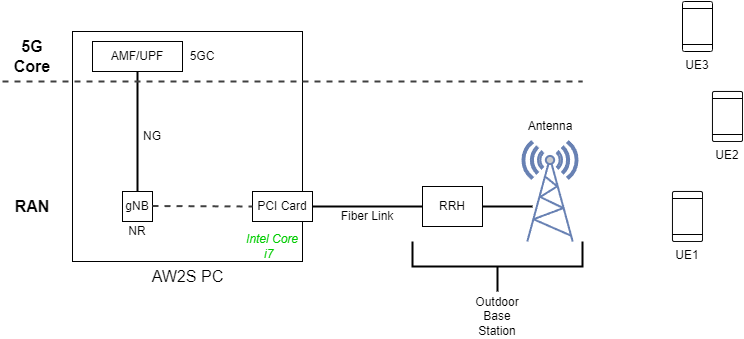 5G
Core
AMF/UPF
5GC
UE3
NG
Antenna
UE2
RAN
gNB
NR
PCI Card
Intel Core
i7
Fiber Link
RRH
UE1
AW2S PC
Outdoor
Base
Station